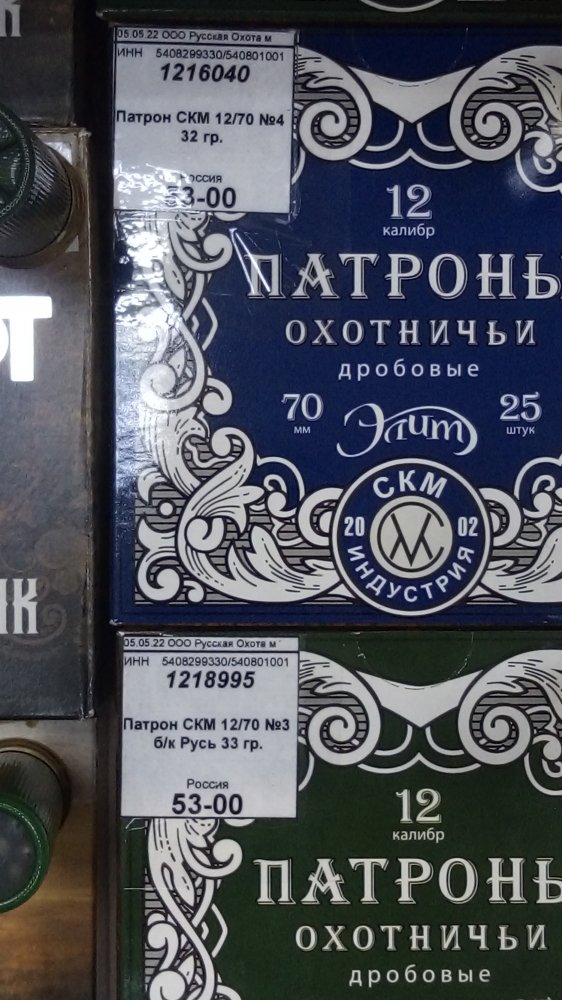 05.05.22 ООО Русская Охота м
ИНН 5408299330/540801001
1216040
Патрон СКМ 12/70 №4
32 гр.
Россия
53-00
12
калибр
ПАТРОНЫ
ОХОТНИЧЬИ
дробовые
70
мм
Элит
25
штук
СКМ
20 02
ИНДУСТРИЯ
05.05.22 ООО Русская Охота м
ИНН 5408299330/540801001
1218995
Патрон СКМ 12/70 №3
б/к Русь 33 гр.
Россия
53-00
12
калибр
ПАТРОНЫ
ОХОТНИЧЬИ
дробовые